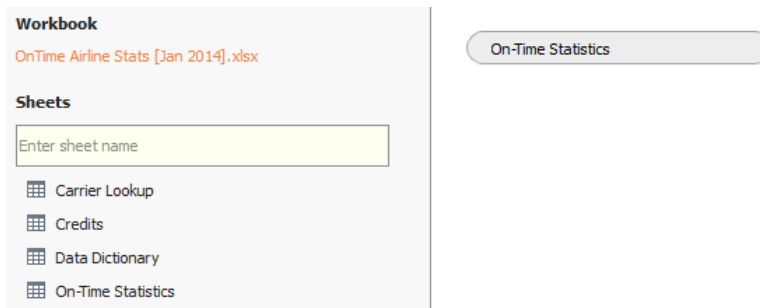 Workbook
OnTime Airline Stats [Jan 2014].xlsx
Sheets
Enter sheet name
Carrier Lookup
Credits
Data Dictionary
On-Time Statistics
On-Time Statistics